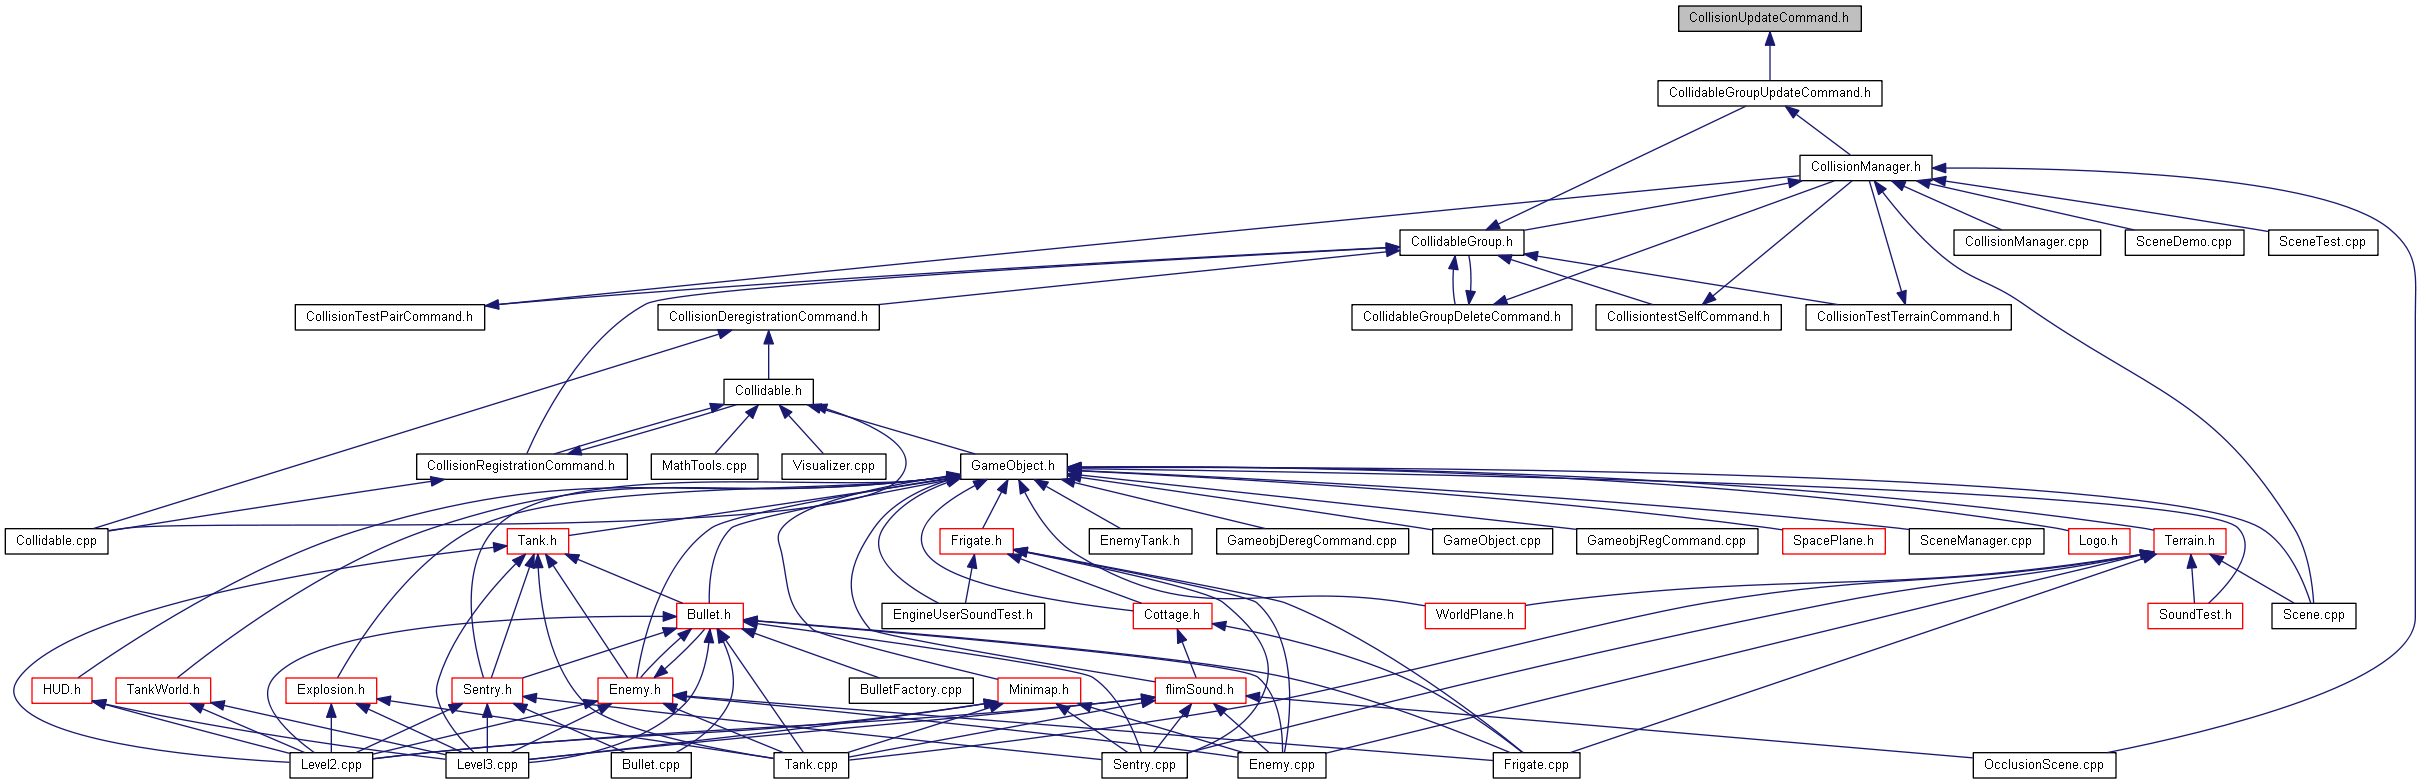 CollisionUpdateCommand.h
CollidableGroupUpdateCommand.h
CollisionManager.h
CollidableGroup.h
CollisionManager.cpp
SceneDemo.cpp
SceneTest.cpp
CollisionTestPairCommand.h
CollisionDeregistrationCommand.h
CollidableGroupDeleteCommand.h
CollisiontestSelfCommand.h
CollisionTestTerrainCommand.h
Collidable.h
CollisionRegistrationCommand.h
MathTools.cpp
Visualizer.cpp
GameObject.h
Collidable.cpp
Tank.h
Frigate.h
EnemyTank.h
GameobjDeregCommand.cpp
GameObject.cpp
GameobjRegCommand.cpp
SpacePlane.h
SceneManager.cpp
Logo.h
Terrain.h
Bullet.h
EngineUserSoundTest.h
Cottage.h
WorldPlane.h
SoundTest.h
Scene.cpp
HUD.h
TankWorld.h
Explosion.h
Sentry.h
Enemy.h
BulletFactory.cpp
Minimap.h
flimSound.h
Level2.cpp
Level3.cpp
Bullet.cpp
Tank.cpp
Sentry.cpp
Enemy.cpp
Frigate.cpp
OcclusionScene.cpp